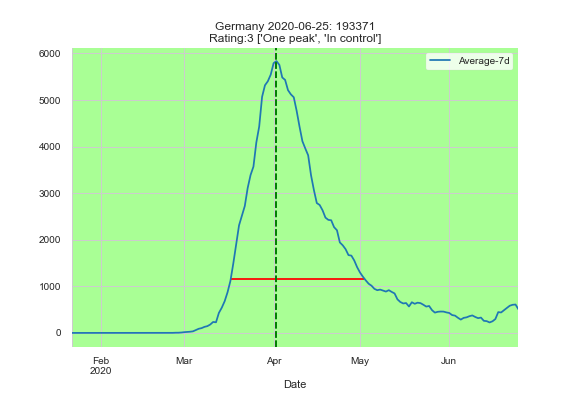 Germany 2020-06-25: 193371
Rating:3 ['One peak', 'In control']
Average-7d
6000
5000
4000
3000
2000
1000
0
Feb
2020
Mar
Apr
May
Jun
Date